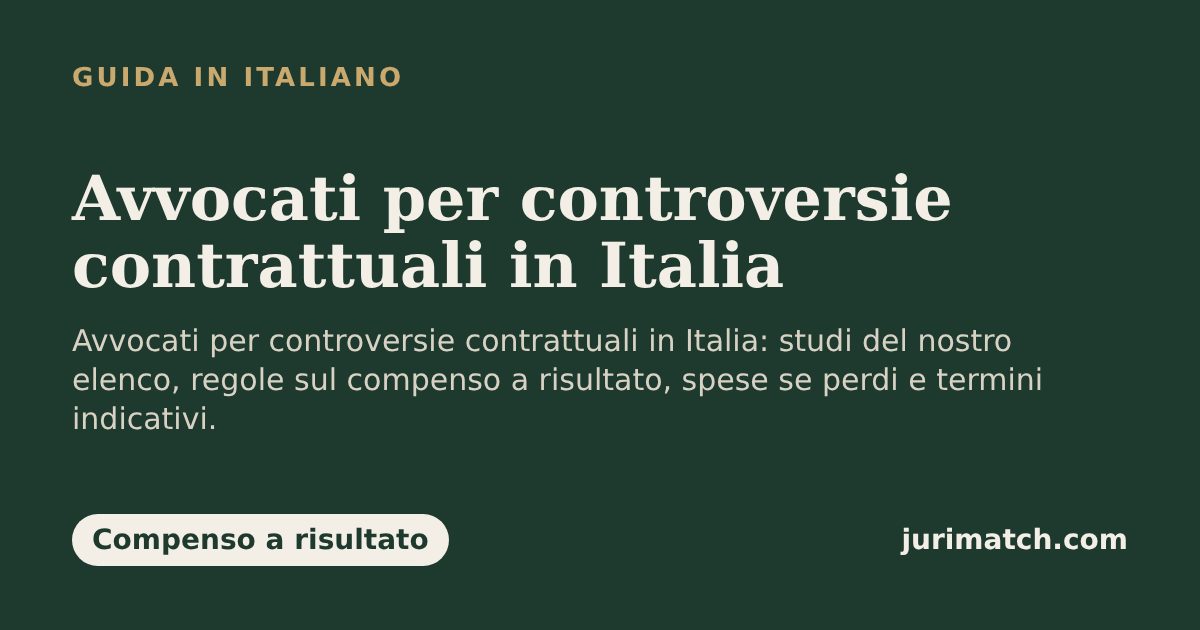 GUIDA IN ITALIANO
Avvocati per controversie
contrattuali in Italia
Avvocati per controversie contrattuali in Italia: studi del nostro
elenco, regole sul compenso a risultato, spese se perdi e termini
indicativi.
Compenso a risultato
jurimatch.com